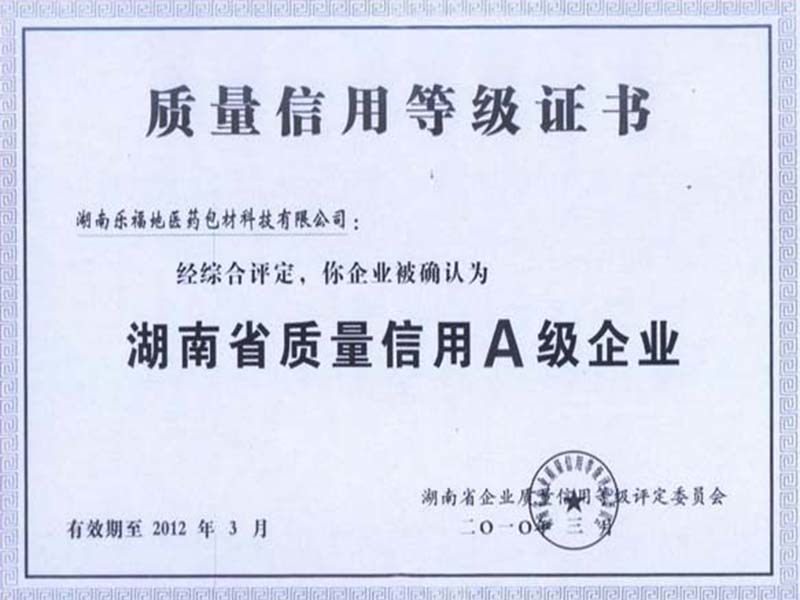 质量信用等级证书
湖南乐福地医药包材科技有限公司：
经综合评定，你企业被确认为
湖南省质量信用A级企业
湖南省企业质量信用等级评定委员会
二〇一〇年三月
有效期至 2012 年 3 月